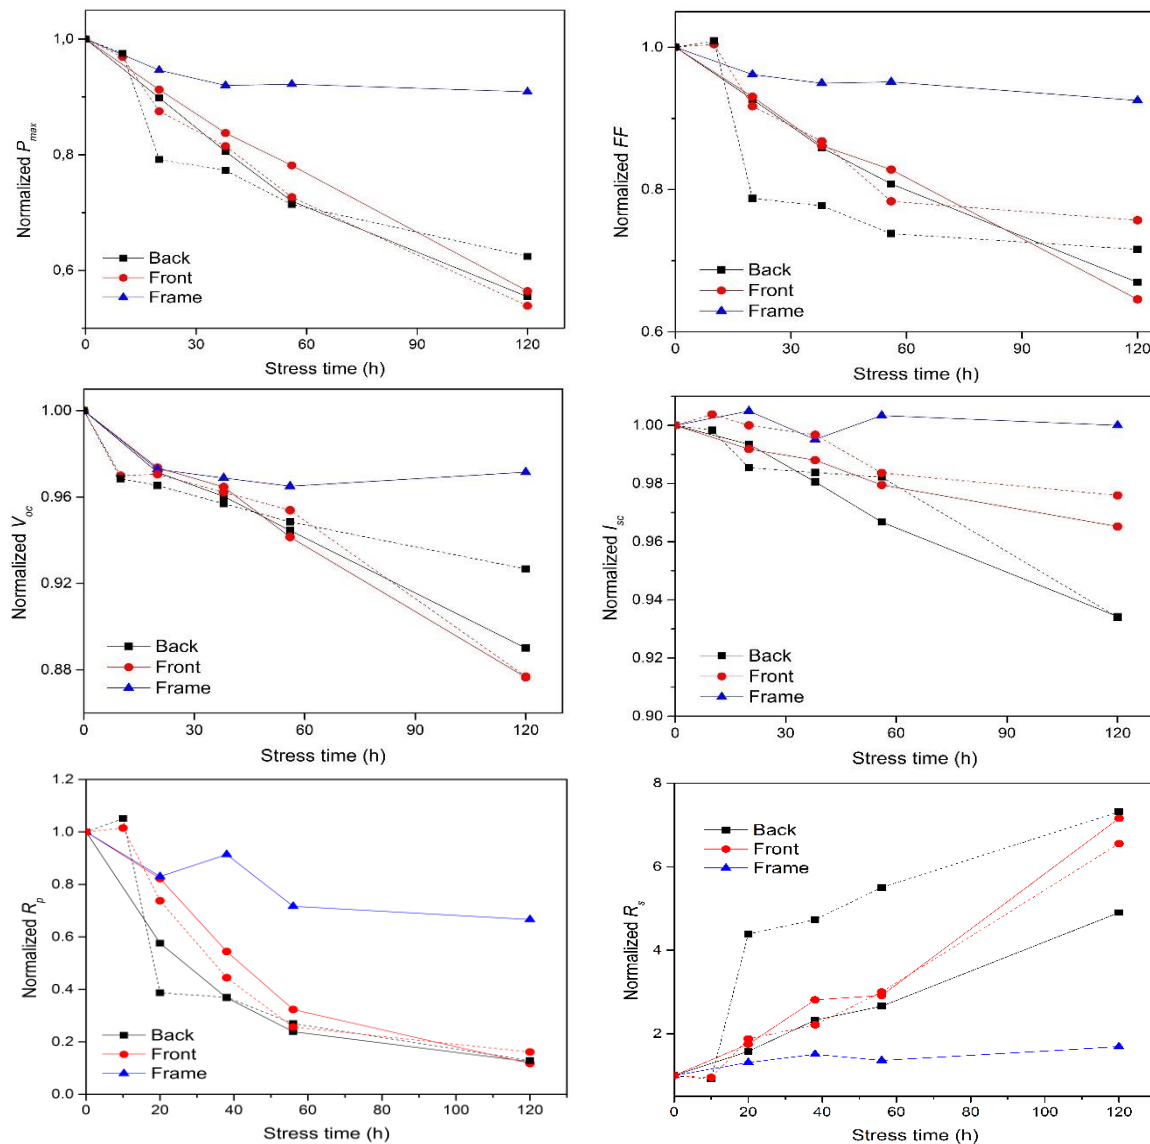 1,0
0,8
0,6
Normalized Pmax
Back
Front
Frame
0 30 60 90 120
Stress time (h)
1.0
0.8
0.6
Normalized FF
Back
Front
Frame
0 30 60 90 120
Stress time (h)
1.00
0.96
0.92
0.88
Normalized Voc
Back
Front
Frame
0 30 60 90 120
Stress time (h)
1.00
0.98
0.96
0.94
0.92
0.90
Normalized Isc
Back
Front
Frame
0 30 60 90 120
Stress time (h)
1.2
1.0
0.8
0.6
0.4
0.2
0.0
Normalized Rp
Back
Front
Frame
0 20 40 60 80 100 120
Stress time (h)
8
6
4
2
Normalized Rs
Back
Front
Frame
0 20 40 60 80 100 120
Stress time (h)